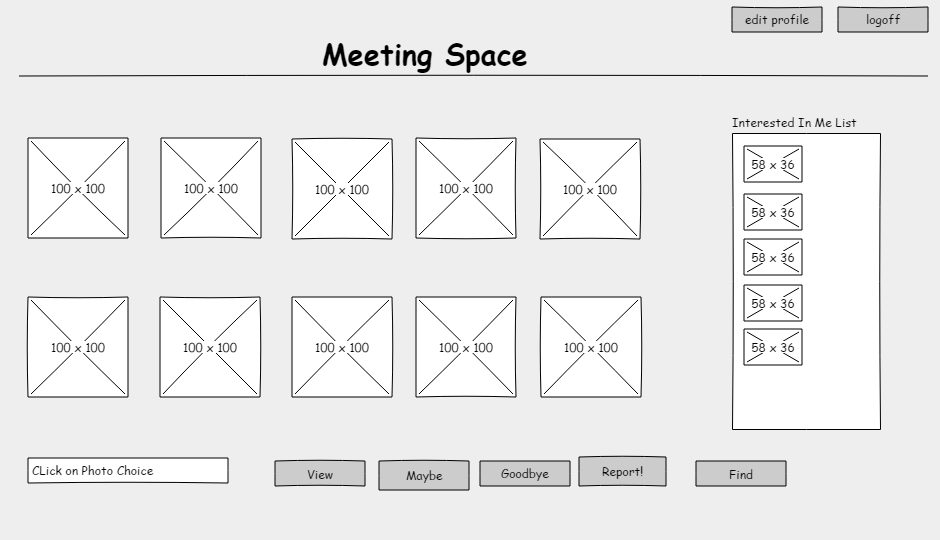 edit profile
logoff
Meeting Space
Interested In Me List
100 x 100
100 x 100
100 x 100
100 x 100
100 x 100
58 x 36
58 x 36
58 x 36
58 x 36
58 x 36
100 x 100
100 x 100
100 x 100
100 x 100
100 x 100
CLick on Photo Choice
View
Maybe
Goodbye
Report!
Find